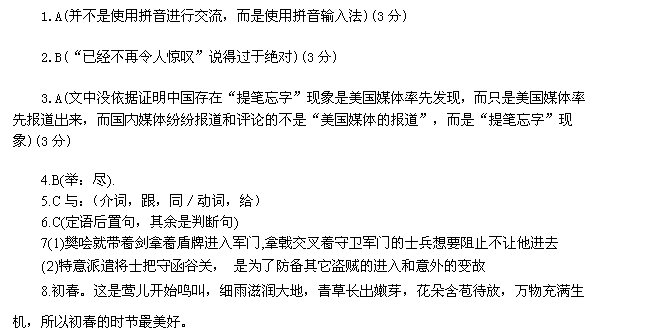 1.A(并不是使用拼音进行交流，而是使用拼音输入法)(3分)
2.B(“已经不再令人惊叹”说得过于绝对)(3分)
3.A(文中没依据证明中国存在“提笔忘字”现象是美国媒体率先发现，而只是美国媒体率
先报道出来，而国内媒体纷纷报道和评论的不是“美国媒体的报道”，而是“提笔忘字”现
象)(3分)
4.B(举：尽).
5.C与：（介词，跟，同／动词，给）
6.C(定语后置句，其余是判断句)
7(1)樊哙就带着剑拿着盾牌进入军门,拿戟交叉着守卫军门的士兵想要阻止不让他进去
(2)特意派遣将士把守函谷关， 是为了防备其它盗贼的进入和意外的变故
8.初春。这是莺儿开始鸣叫，细雨滋润大地，青草长出嫩芽，花朵含苞待放，万物充满生
机，所以初春的时节最美好。